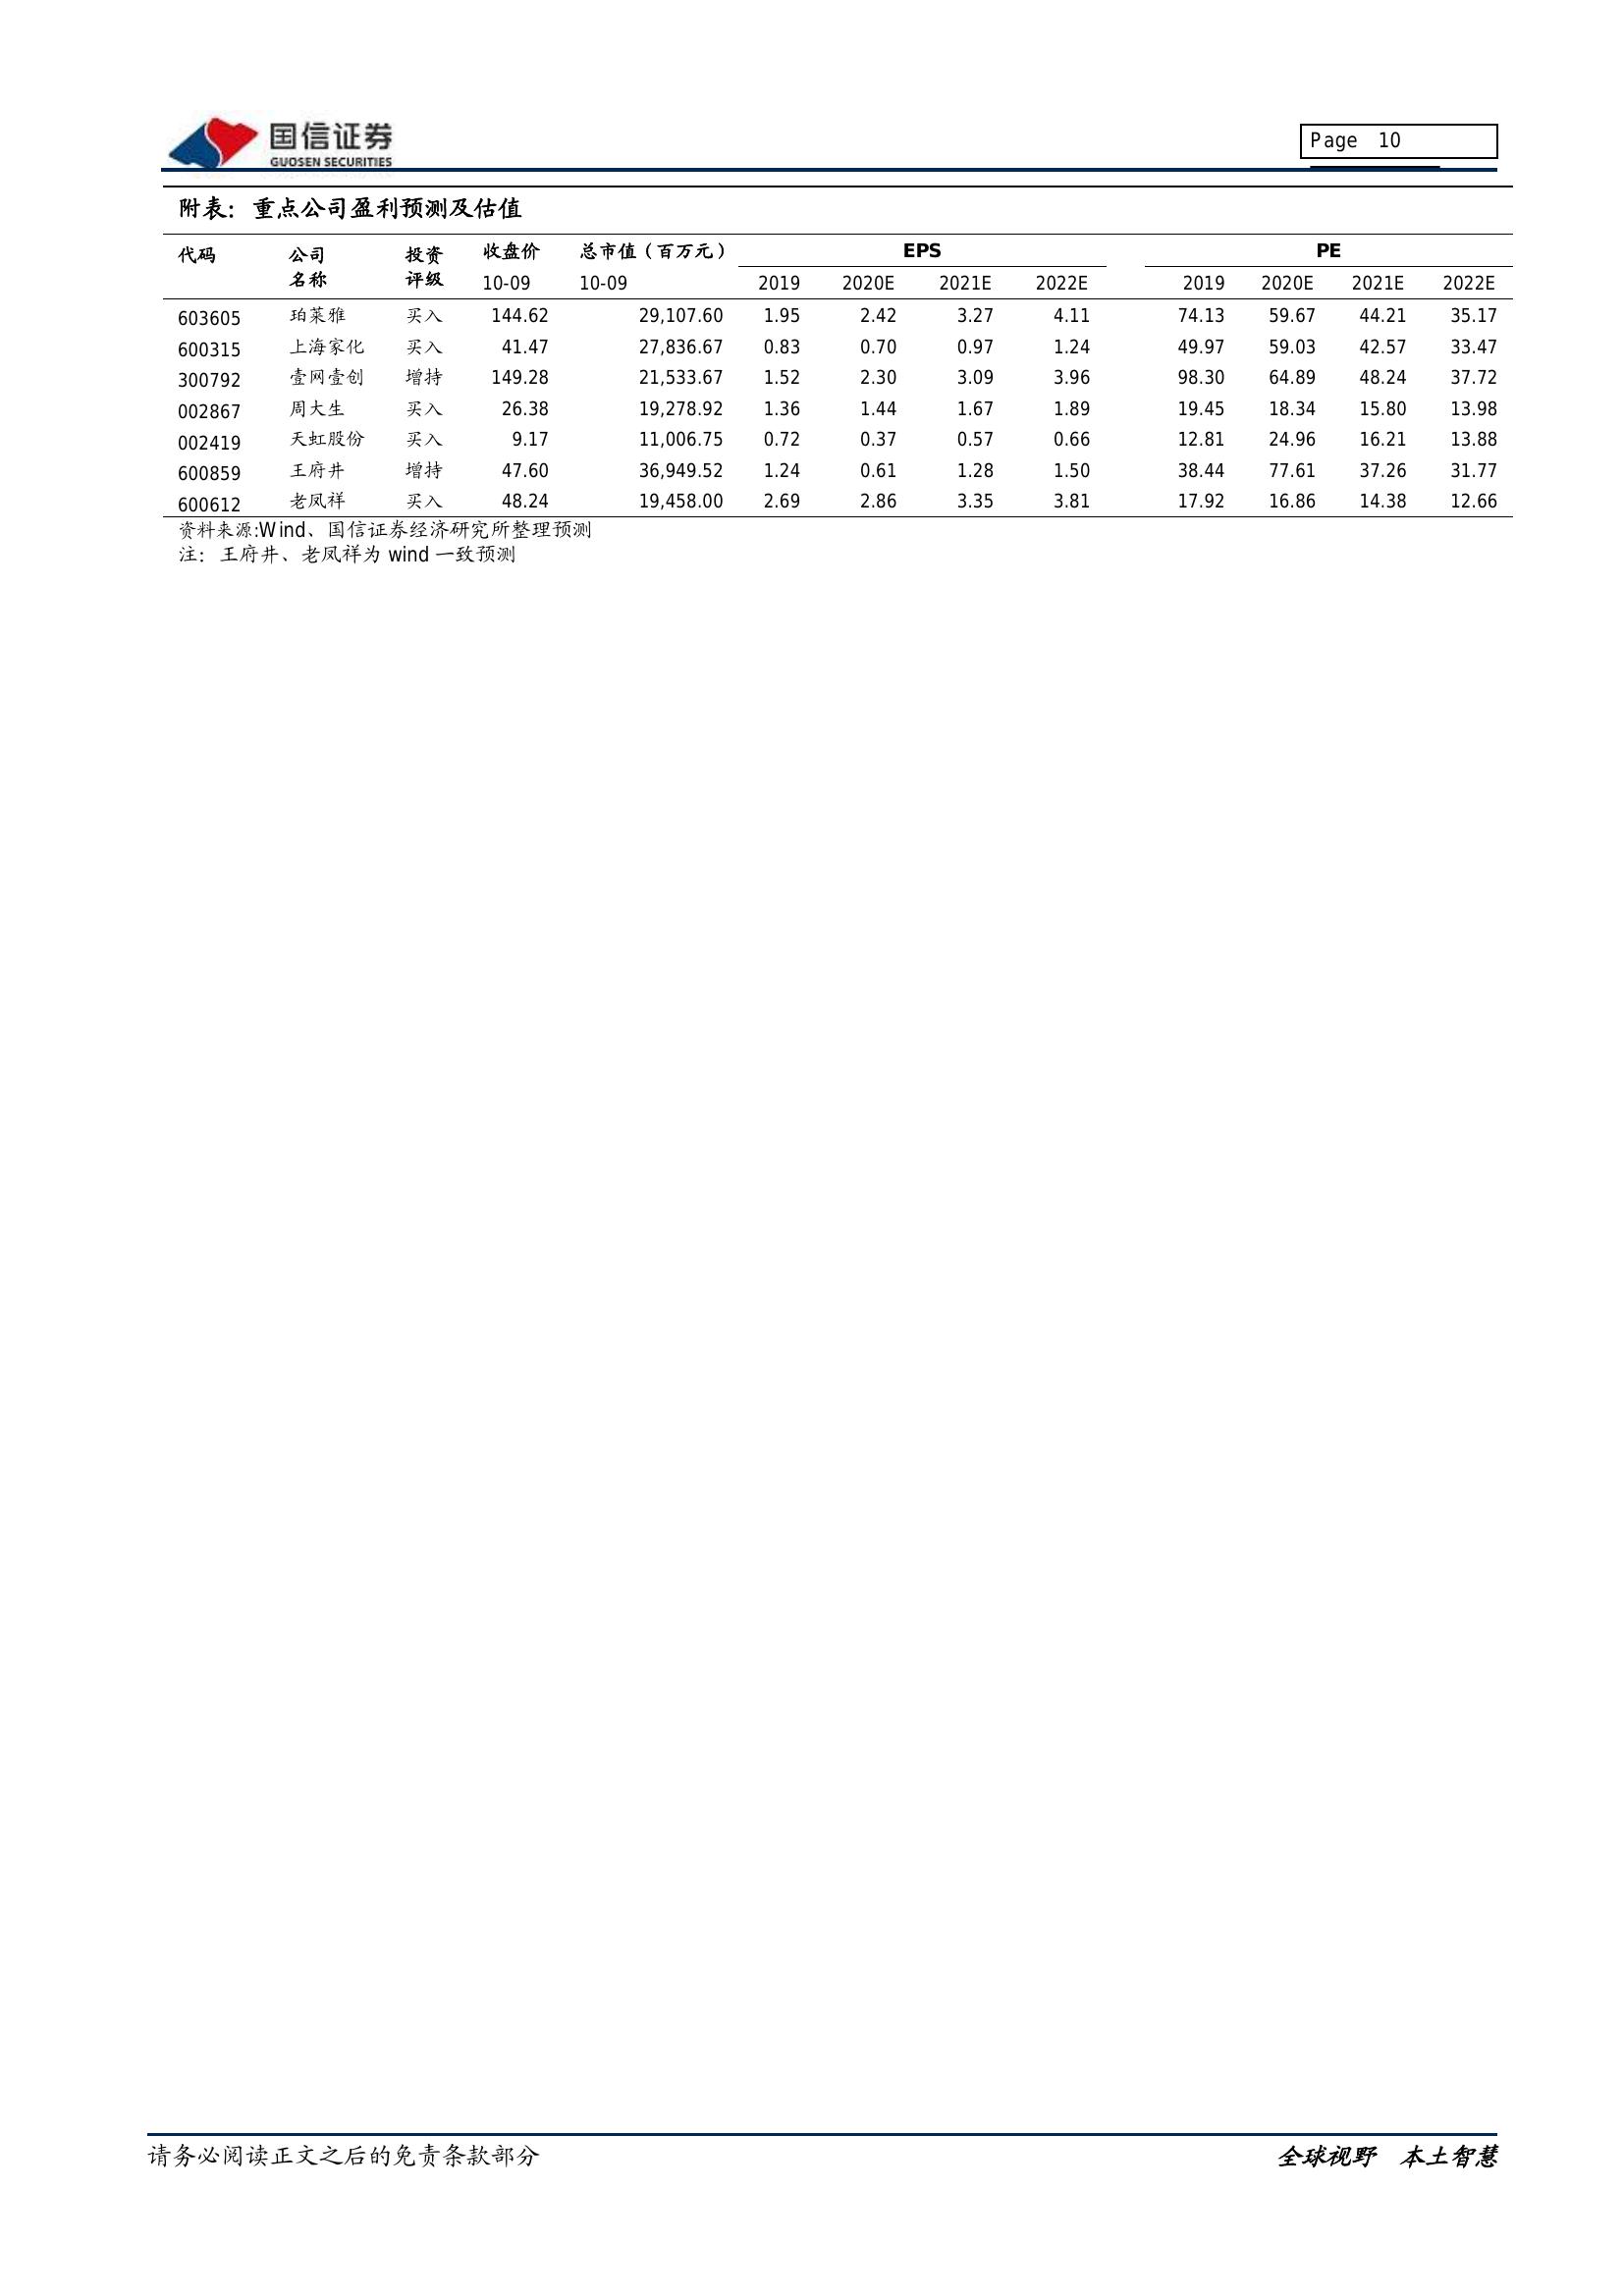 国信证券
GUOSEN SECURITIES
Page 10
附表：重点公司盈利预测及估值
代码 公司名称 投资评级 收盘价 总市值（百万元） EPS PE
10-09 10-09 2019 2020E 2021E 2022E 2019 2020E 2021E 2022E
603605 珀莱雅 买入 144.62 29,107.60 1.95 2.42 3.27 4.11 74.13 59.67 44.21 35.17
600315 上海家化 买入 41.47 27,836.67 0.83 0.70 0.97 1.24 49.97 59.03 42.57 33.47
300792 壹网壹创 增持 149.28 21,533.67 1.52 2.30 3.09 3.96 98.30 64.89 48.24 37.72
002867 周大生 买入 26.38 19,278.92 1.36 1.44 1.67 1.89 19.45 18.34 15.80 13.98
002419 天虹股份 买入 9.17 11,006.75 0.72 0.37 0.57 0.66 12.81 24.96 16.21 13.88
600859 王府井 增持 47.60 36,949.52 1.24 0.61 1.28 1.50 38.44 77.61 37.26 31.77
600612 老凤祥 买入 48.24 19,458.00 2.69 2.86 3.35 3.81 17.92 16.86 14.38 12.66
资料来源:Wind、国信证券经济研究所整理预测
注：王府井、老凤祥为 wind 一致预测
请务必阅读正文之后的免责条款部分 全球视野 本土智慧